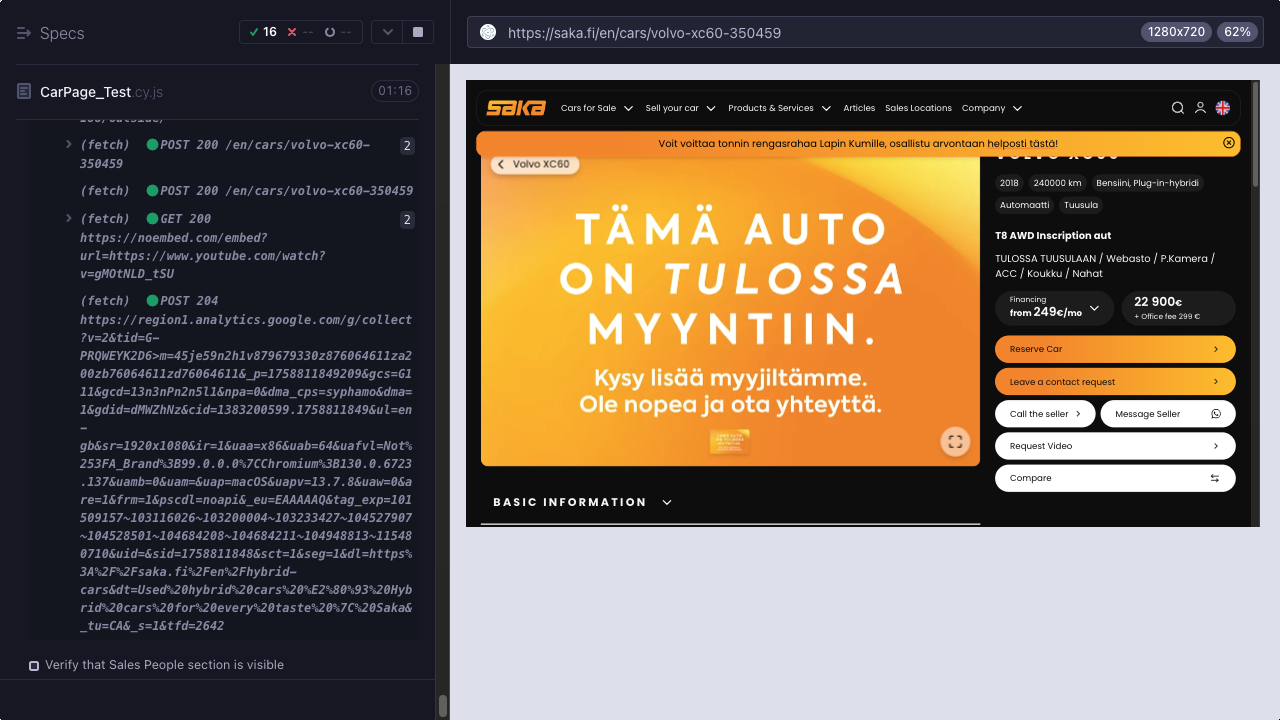 Specs
16
--
--
https://saka.fi/en/cars/volvo-xc60-350459
1280x720
62%
CarPage_Test.cy.js
01:16
(fetch) POST 200 /en/cars/volvo-xc60-
350459
2
(fetch) POST 200 /en/cars/volvo-xc60-350459
(fetch) GET 200
2
https://noembed.com/embed?
url=https://www.youtube.com/watch?
v=gMOtNLD_tSU
(fetch) POST 204
https://region1.analytics.google.com/g/collect
?v=2&tid=G-
PRQWEYK2D6>m=45je59n2h1v879679330z876064611za2
00zb76064611zd76064611&_p=1758811849209&gcs=G1
11&gcd=13nPnPn2n5l1&npa=0&dma_cps=syphamo&dma=
1&gdid=dMWZhNz&cid=1383200599.1758811849&ul=en
-
gb&sr=1920x1080&ir=1&uaa=x86&uab=64&uafvl=Not%
253FA_Brand%3B99.0.0.0%7CChromium%3B130.0.6723
.137&uamb=0&uam=&uap=macOS&uapv=13.7.8&uaw=0&a
re=1&frm=1&pscdl=noapi&_eu=EAAAAAQ&tag_exp=101
509157~103116026~103200004~103233427~104527907
~104528501~104684208~104684211~104948813~11548
0710&uid=&sid=1758811848&sct=1&seg=1&dl=https%
3A%2F%2Fsaka.fi%2Fen%2Fhybrid-
cars&dt=Used%20hybrid%20cars%20%E2%80%93%20Hyb
rid%20cars%20for%20every%20taste%20%7C%20Saka&
_tu=CA&_s=1&tfd=2642
Verify that Sales People section is visible
saka
Cars for Sale
Sell your car
Products & Services
Articles
Sales Locations
Company
Voit voittaa tonnin rengasrahaa Lapin Kumille, osallistu arvontaan helposti tästä!
Volvo XC60
TÄMÄ AUTO
ON TULOSSA
MYYNTIIN.
Kysy lisää myyjiltämme.
Ole nopea ja ota yhteyttä.
BASIC INFORMATION
2018
240000 km
Bensiini, Plug-in-hybridi
Automaatti
Tuusula
T8 AWD Inscription aut
TULOSSA TUUSULAAN / Webasto / P.Kamera /
ACC / Koukku / Nahat
Financing
from 249€/mo
22 900€
+ Office fee 299 €
Reserve Car
Leave a contact request
Call the seller
Message Seller
Request Video
Compare